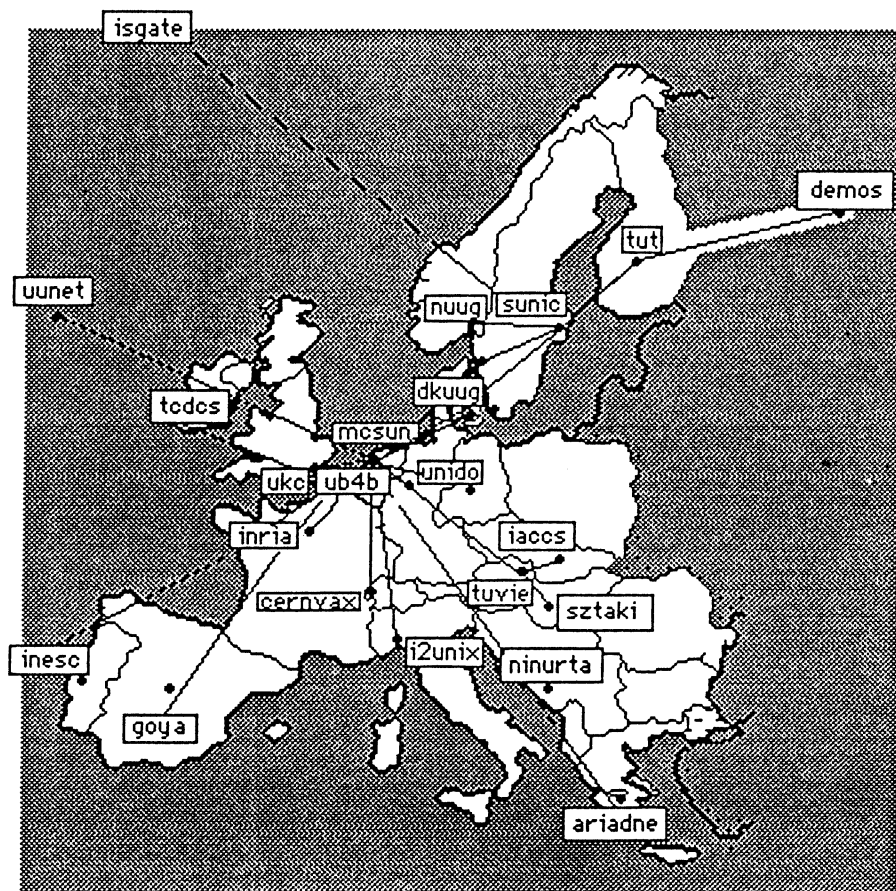 isgate
demos
tut
uunet
nuug
sunic
dkuug
tcdcs
mcsun
ukc
ub4b
unido
inria
iaccs
cernvax
tuvie
sztaki
inesc
i2unix
ninurta
goya
ariadne